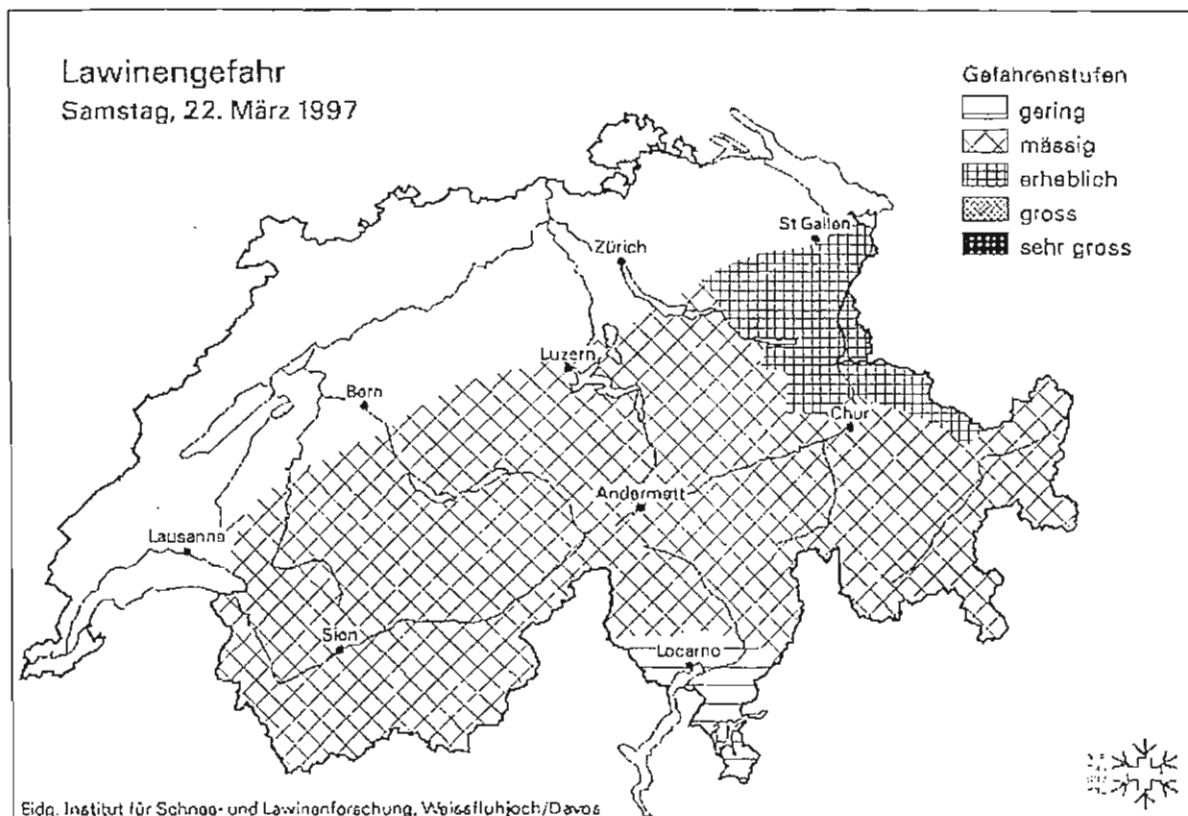 Lawinengefahr
Samstag, 22. März 1997
Gefahrenstufen
gering
mässig
erheblich
gross
sehr gross
St Gallen
Zürich
Luzern
Bern
Chur
Andermatt
Lausanne
Sion
Locarno
Eidg. Institut für Schnee- und Lawinenforschung, Weissfluhjoch/Davos